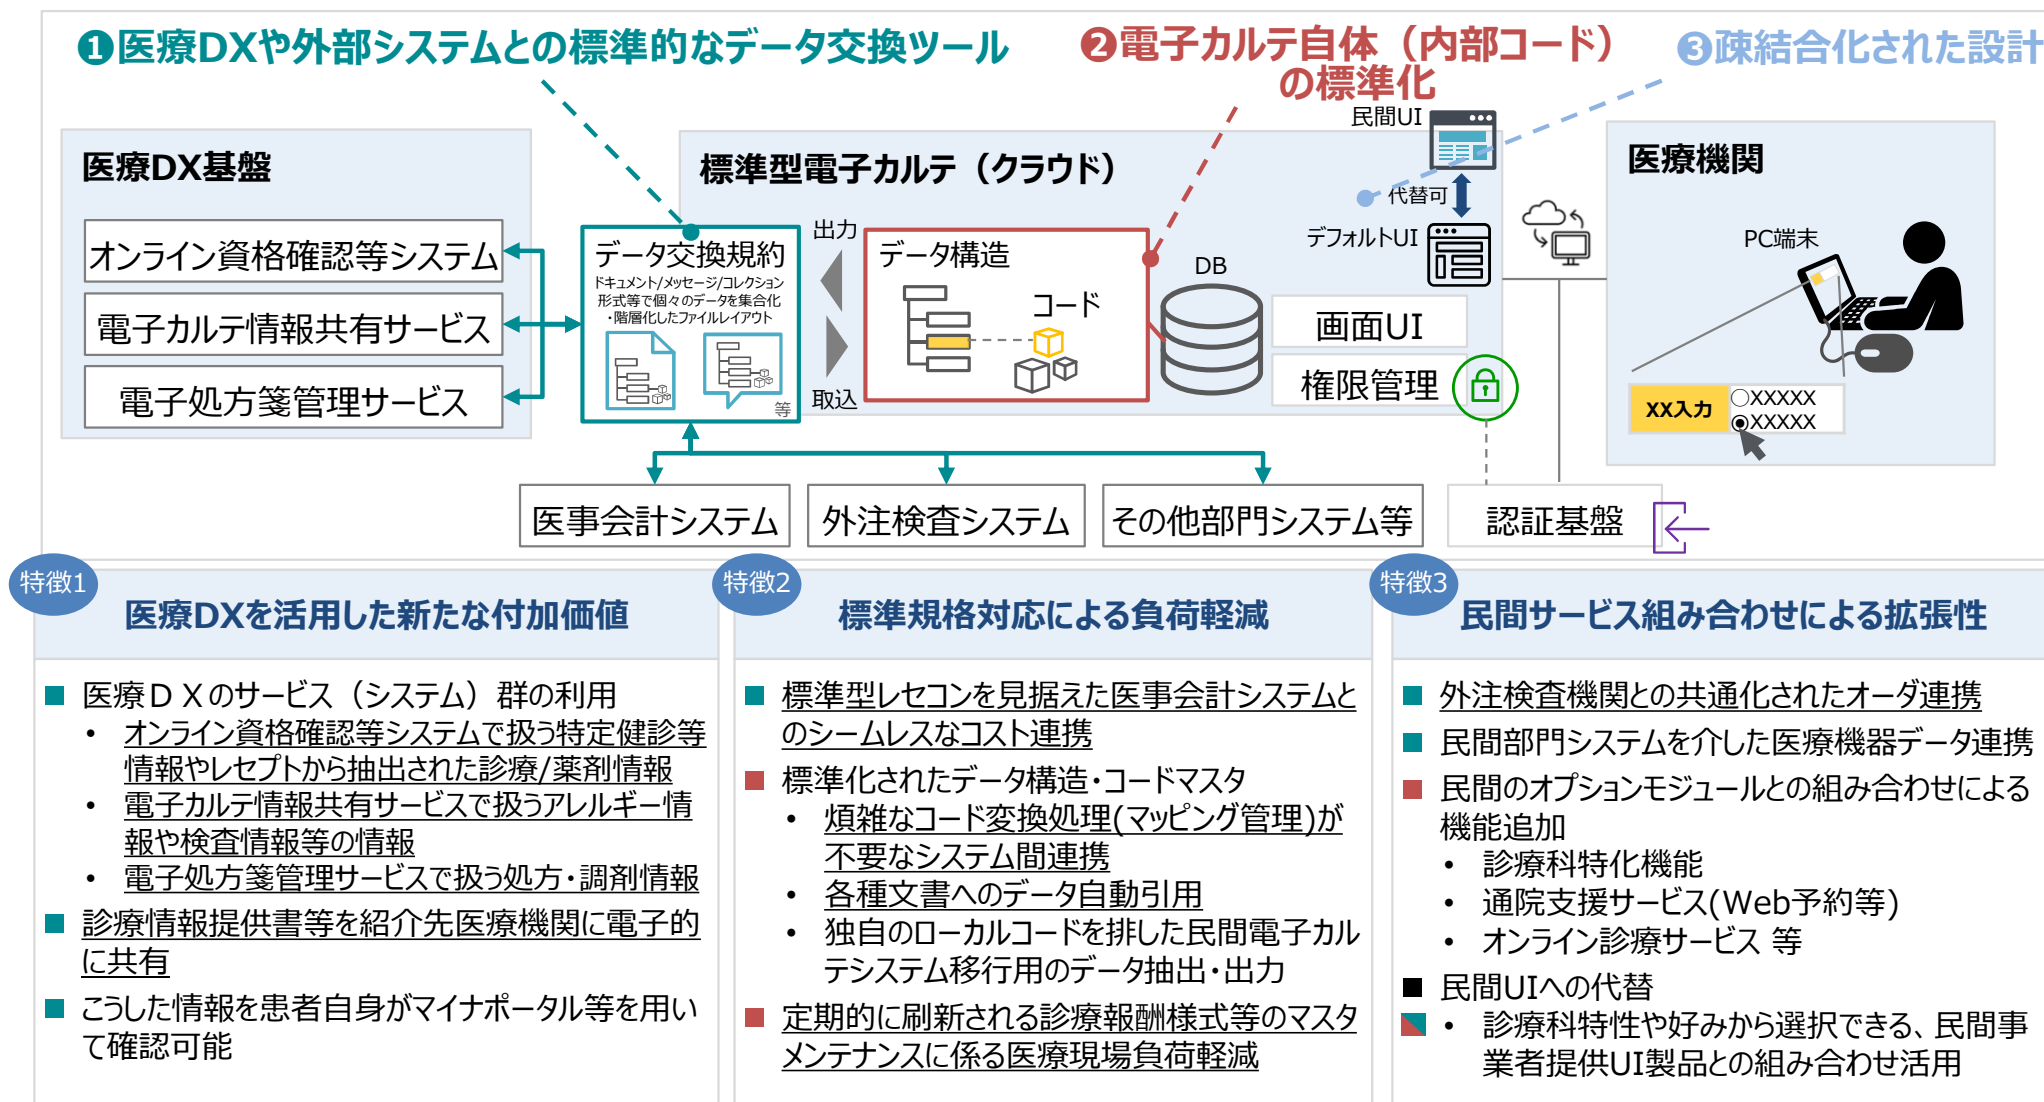 ❶医療DXや外部システムとの標準的なデータ交換ツール
❷電子カルテ自体（内部コード）
の標準化
❸疎結合化された設計
医療DX基盤
オンライン資格確認等システム
電子カルテ情報共有サービス
電子処方箋管理サービス
標準型電子カルテ（クラウド）
データ交換規約
ドキュメント/メッセージ/コレクション
形式等で個々のデータを集合化
・階層化したファイルレイアウト
等
出力
取込
データ構造
コード
DB
民間UI
代替可
デフォルトUI
画面UI
権限管理
医療機関
PC端末
XX入力
○XXXXX
◉XXXXX
医事会計システム
外注検査システム
その他部門システム等
認証基盤
特徴1
医療DXを活用した新たな付加価値
■ 医療ＤＸのサービス（システム）群の利用
• オンライン資格確認等システムで扱う特定健診等
情報やレセプトから抽出された診療/薬剤情報
• 電子カルテ情報共有サービスで扱うアレルギー情
報や検査情報等の情報
• 電子処方箋管理サービスで扱う処方・調剤情報
■ 診療情報提供書等を紹介先医療機関に電子的
に共有
■ こうした情報を患者自身がマイナポータル等を用い
て確認可能
特徴2
標準規格対応による負荷軽減
■ 標準型レセコンを見据えた医事会計システムと
のシームレスなコスト連携
■ 標準化されたデータ構造・コードマスタ
• 煩雑なコード変換処理(マッピング管理)が
不要なシステム間連携
• 各種文書へのデータ自動引用
• 独自のローカルコードを排した民間電子カル
テシステム移行用のデータ抽出・出力
■ 定期的に刷新される診療報酬様式等のマスタ
メンテナンスに係る医療現場負荷軽減
特徴3
民間サービス組み合わせによる拡張性
■ 外注検査機関との共通化されたオーダ連携
■ 民間部門システムを介した医療機器データ連携
■ 民間のオプションモジュールとの組み合わせによる
機能追加
• 診療科特化機能
• 通院支援サービス(Web予約等)
• オンライン診療サービス 等
■ 民間UIへの代替
• 診療科特性や好みから選択できる、民間事
業者提供UI製品との組み合わせ活用